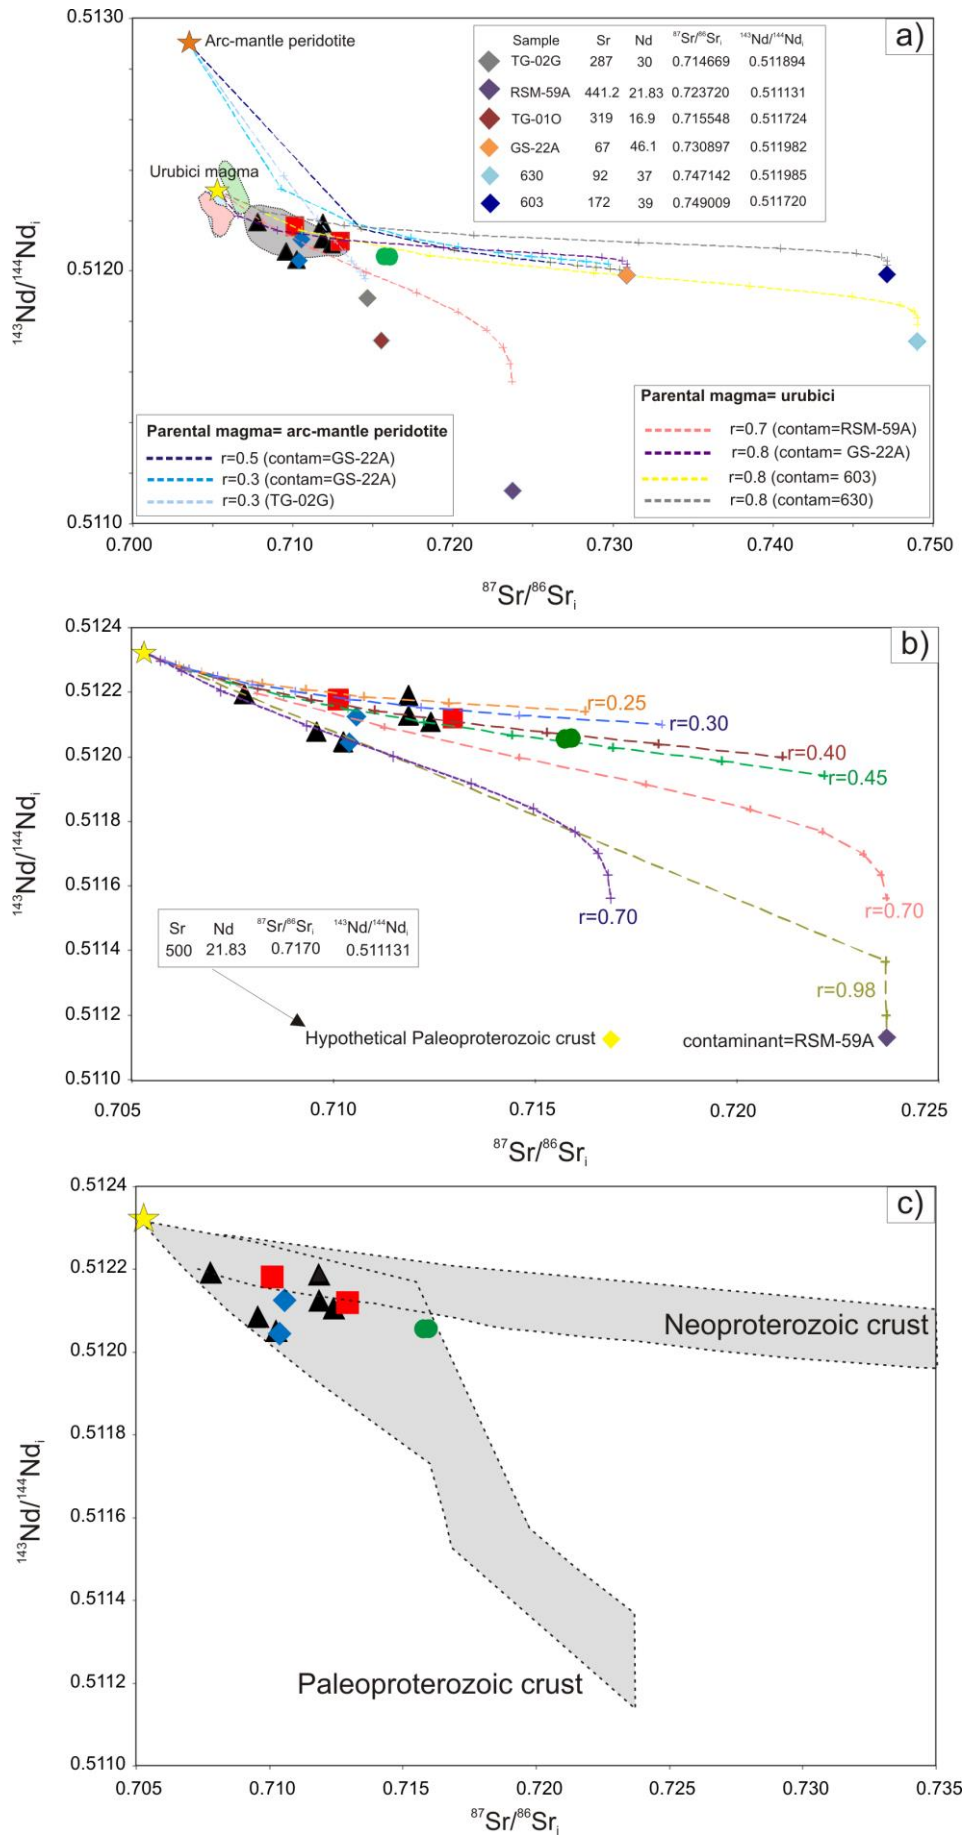 a)
0.5130
Arc-mantle peridotite
Sample Sr Nd ⁸⁷Sr/⁸⁶Srᵢ ¹⁴³Nd/¹⁴⁴Ndᵢ
TG-02G 287 30 0.714669 0.511894
RSM-59A 441.2 21.83 0.723720 0.511131
TG-01O 319 16.9 0.715548 0.511724
GS-22A 67 46.1 0.730897 0.511982
630 92 37 0.747142 0.511985
603 172 39 0.749009 0.511720
Urubici magma
0.5120
¹⁴³Nd/¹⁴⁴Ndᵢ
Parental magma= arc-mantle peridotite
r=0.5 (contam=GS-22A)
r=0.3 (contam=GS-22A)
r=0.3 (TG-02G)
Parental magma= urubici
r=0.7 (contam=RSM-59A)
r=0.8 (contam= GS-22A)
r=0.8 (contam= 603)
r=0.8 (contam=630)
0.5110
0.700 0.710 0.720 0.730 0.740 0.750
⁸⁷Sr/⁸⁶Srᵢ
b)
0.5124
0.5122
0.5120
0.5118
0.5116
0.5114
0.5112
0.5110
¹⁴³Nd/¹⁴⁴Ndᵢ
r=0.25
r=0.30
r=0.40
r=0.45
r=0.70
r=0.70
r=0.98
Sr Nd ⁸⁷Sr/⁸⁶Srᵢ ¹⁴³Nd/¹⁴⁴Ndᵢ
500 21.83 0.7170 0.511131
Hypothetical Paleoproterozoic crust
contaminant=RSM-59A
0.705 0.710 0.715 0.720 0.725
⁸⁷Sr/⁸⁶Srᵢ
c)
0.5124
0.5122
0.5120
0.5118
0.5116
0.5114
0.5112
0.5110
¹⁴³Nd/¹⁴⁴Ndᵢ
Neoproterozoic crust
Paleoproterozoic crust
0.705 0.710 0.715 0.720 0.725 0.730 0.735
⁸⁷Sr/⁸⁶Srᵢ